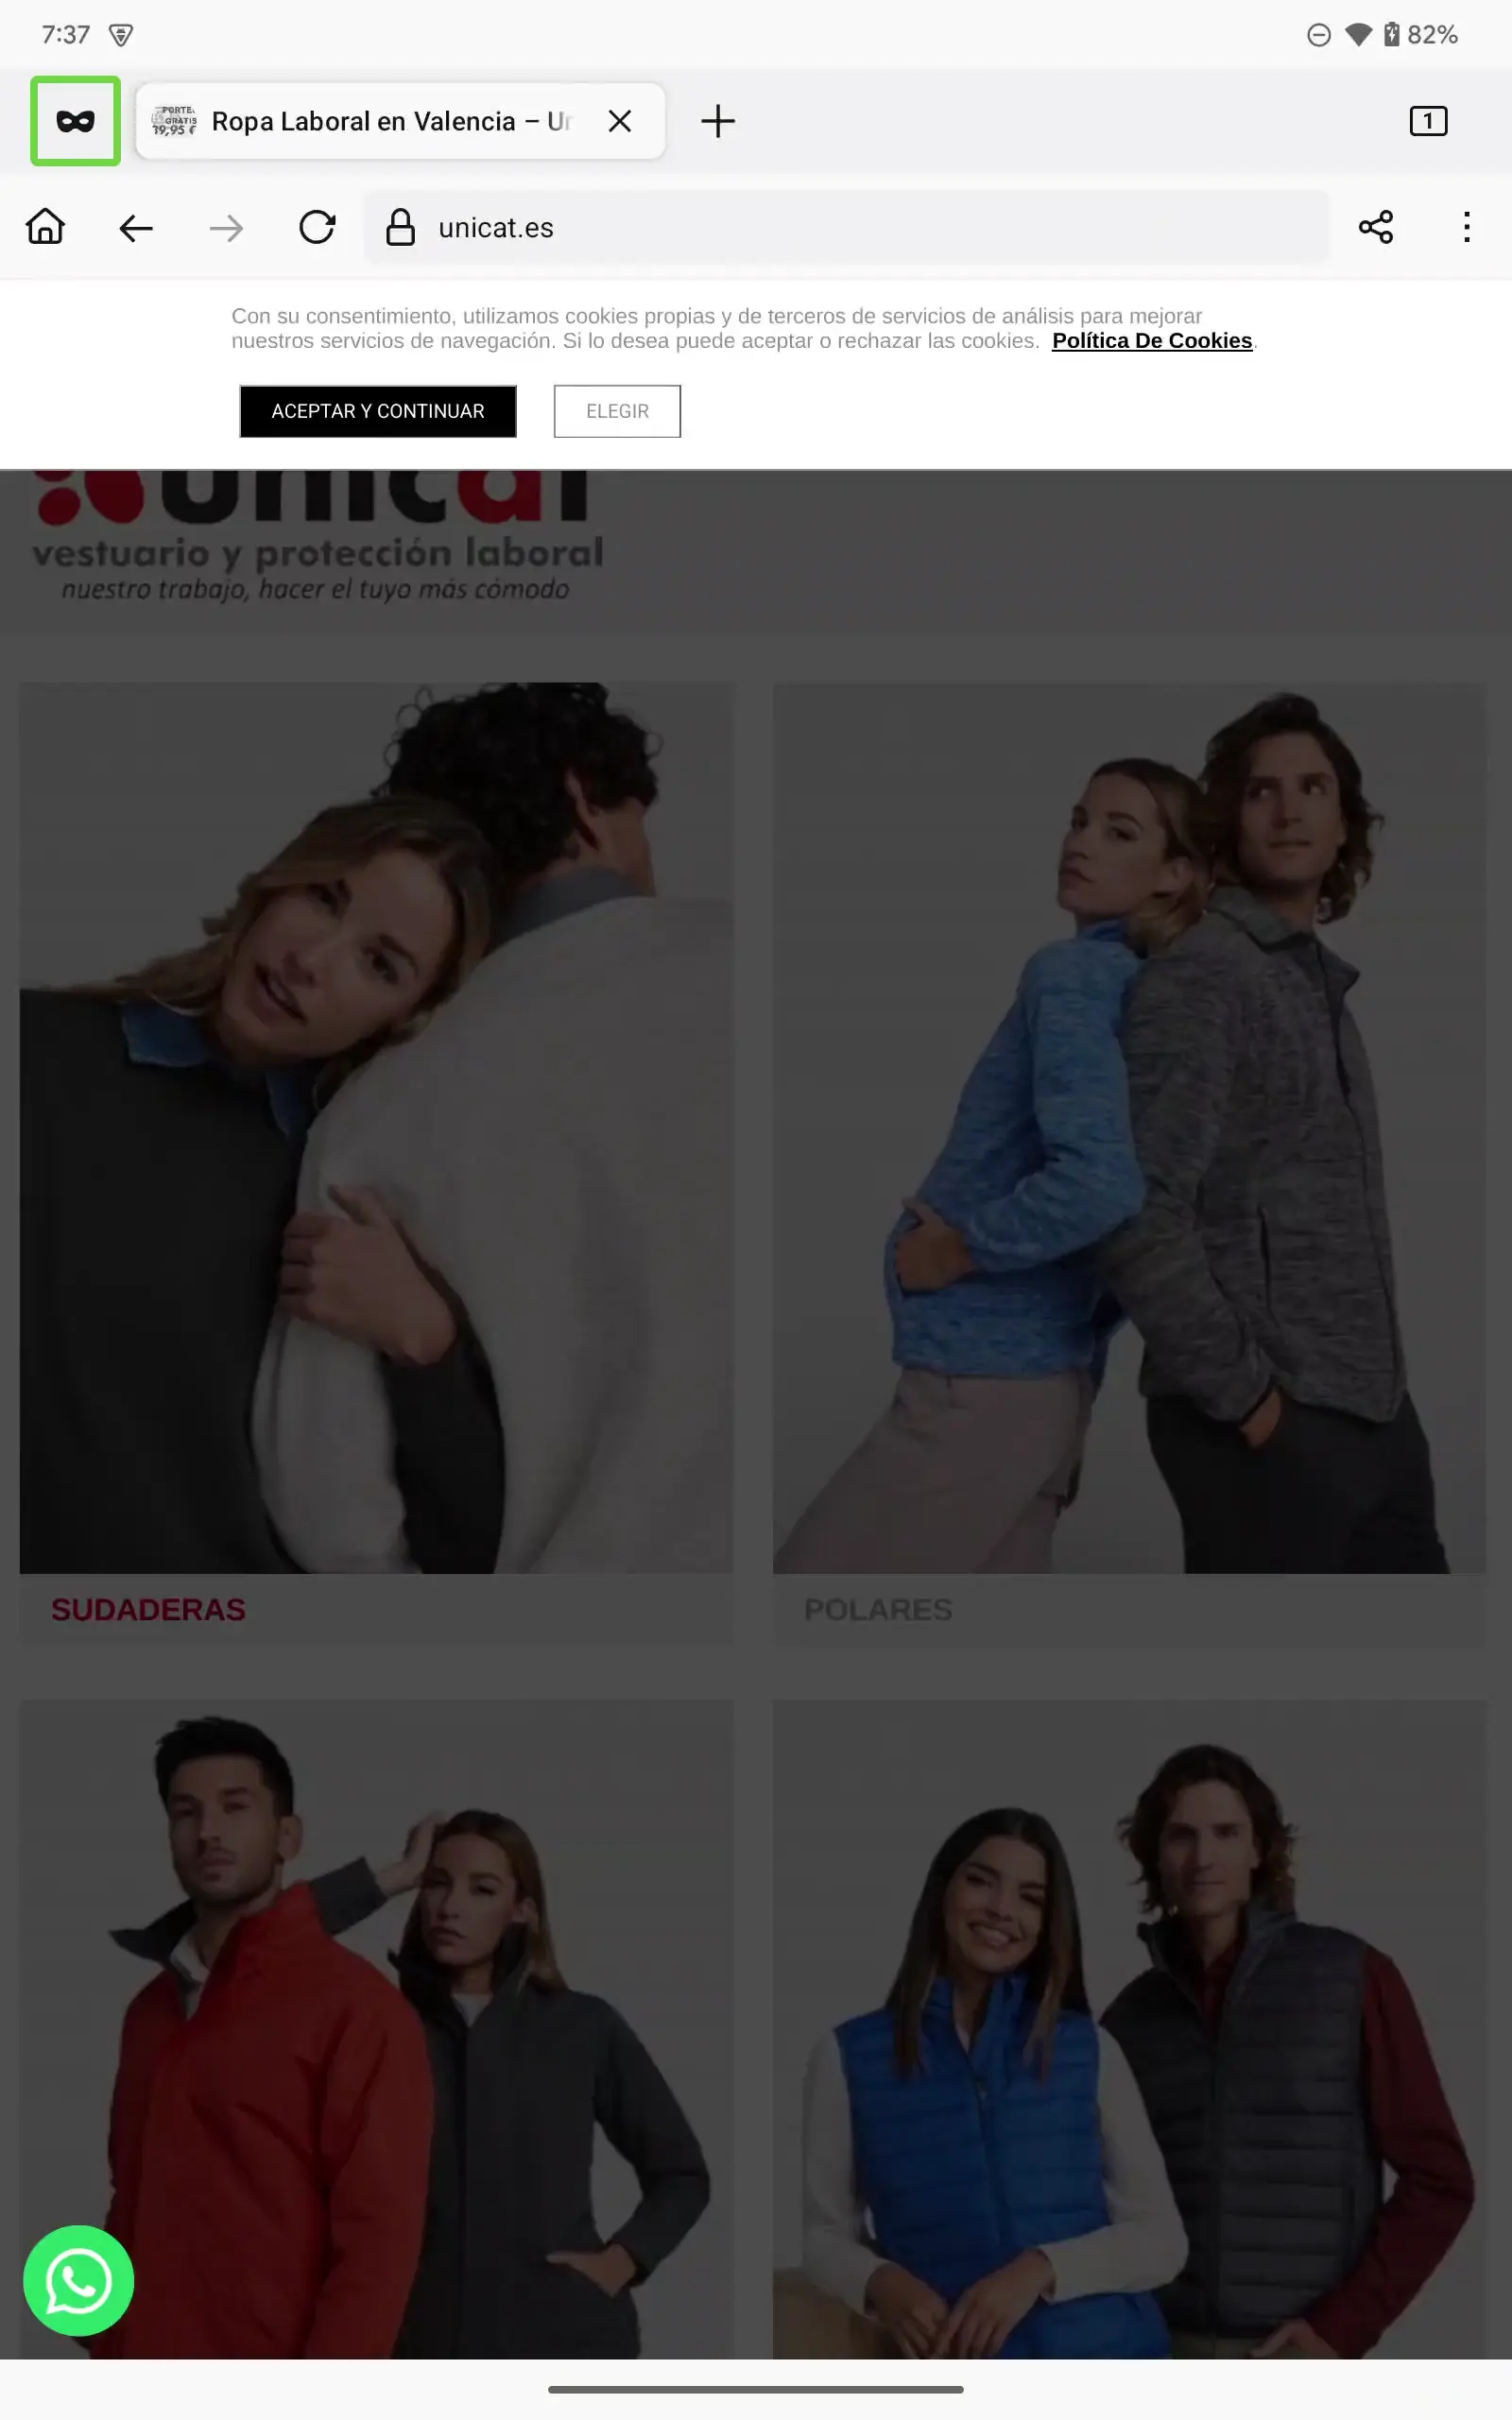 7:37
82%
PORTE.
GRATIS
19,95 €
Ropa Laboral en Valencia –
1
unicat.es
Con su consentimiento, utilizamos cookies propias y de terceros de servicios de análisis para mejorar
nuestros servicios de navegación. Si lo desea puede aceptar o rechazar las cookies. Política De Cookies.
ACEPTAR Y CONTINUAR
ELEGIR
unicat
vestuario y protección laboral
nuestro trabajo, hacer el tuyo más cómodo
SUDADERAS
POLARES